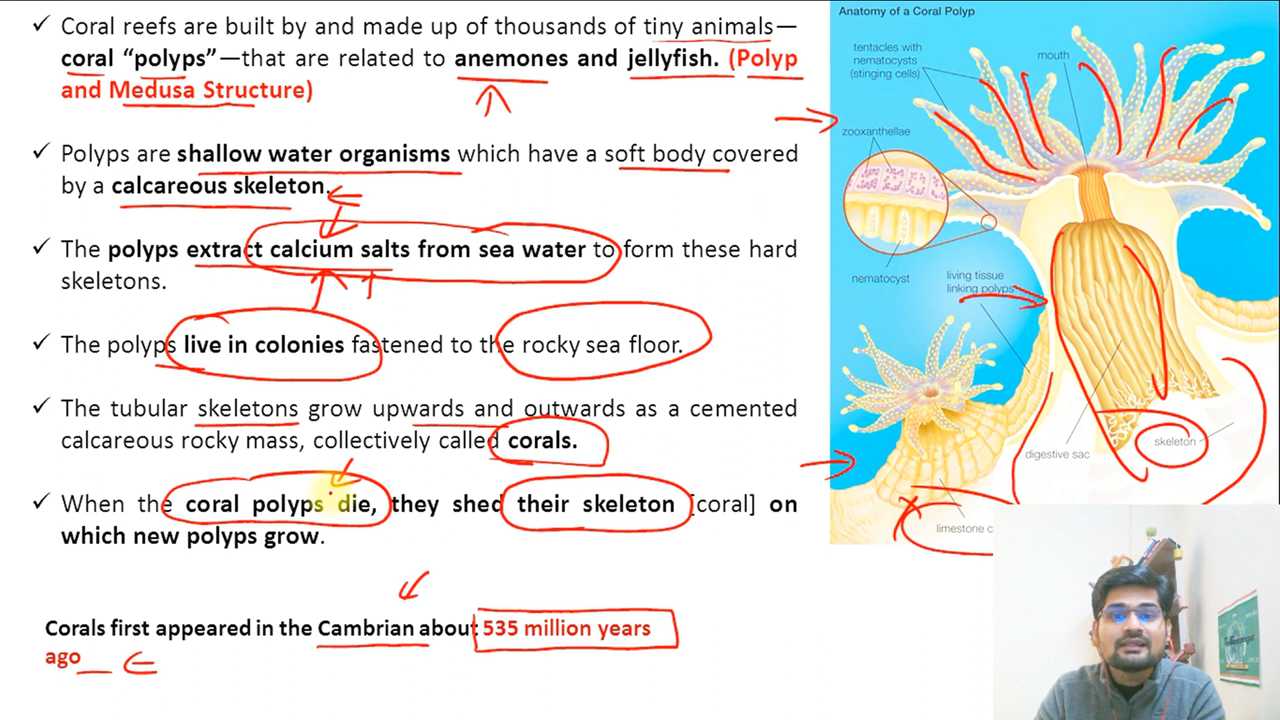 ✓ Coral reefs are built by and made up of thousands of tiny animals—
coral “polyps”—that are related to anemones and jellyfish. (Polyp
and Medusa Structure)
✓ Polyps are shallow water organisms which have a soft body covered
by a calcareous skeleton.
✓ The polyps extract calcium salts from sea water to form these hard
skeletons.
✓ The polyps live in colonies fastened to the rocky sea floor.
✓ The tubular skeletons grow upwards and outwards as a cemented
calcareous rocky mass, collectively called corals.
✓ When the coral polyps die, they shed their skeleton [coral] on
which new polyps grow.
Corals first appeared in the Cambrian about 535 million years
ago
Anatomy of a Coral Polyp
tentacles with
nematocysts
(stinging cells)
mouth
zooxanthellae
nematocyst
living tissue
linking polyps
digestive sac
skeleton
limestone c